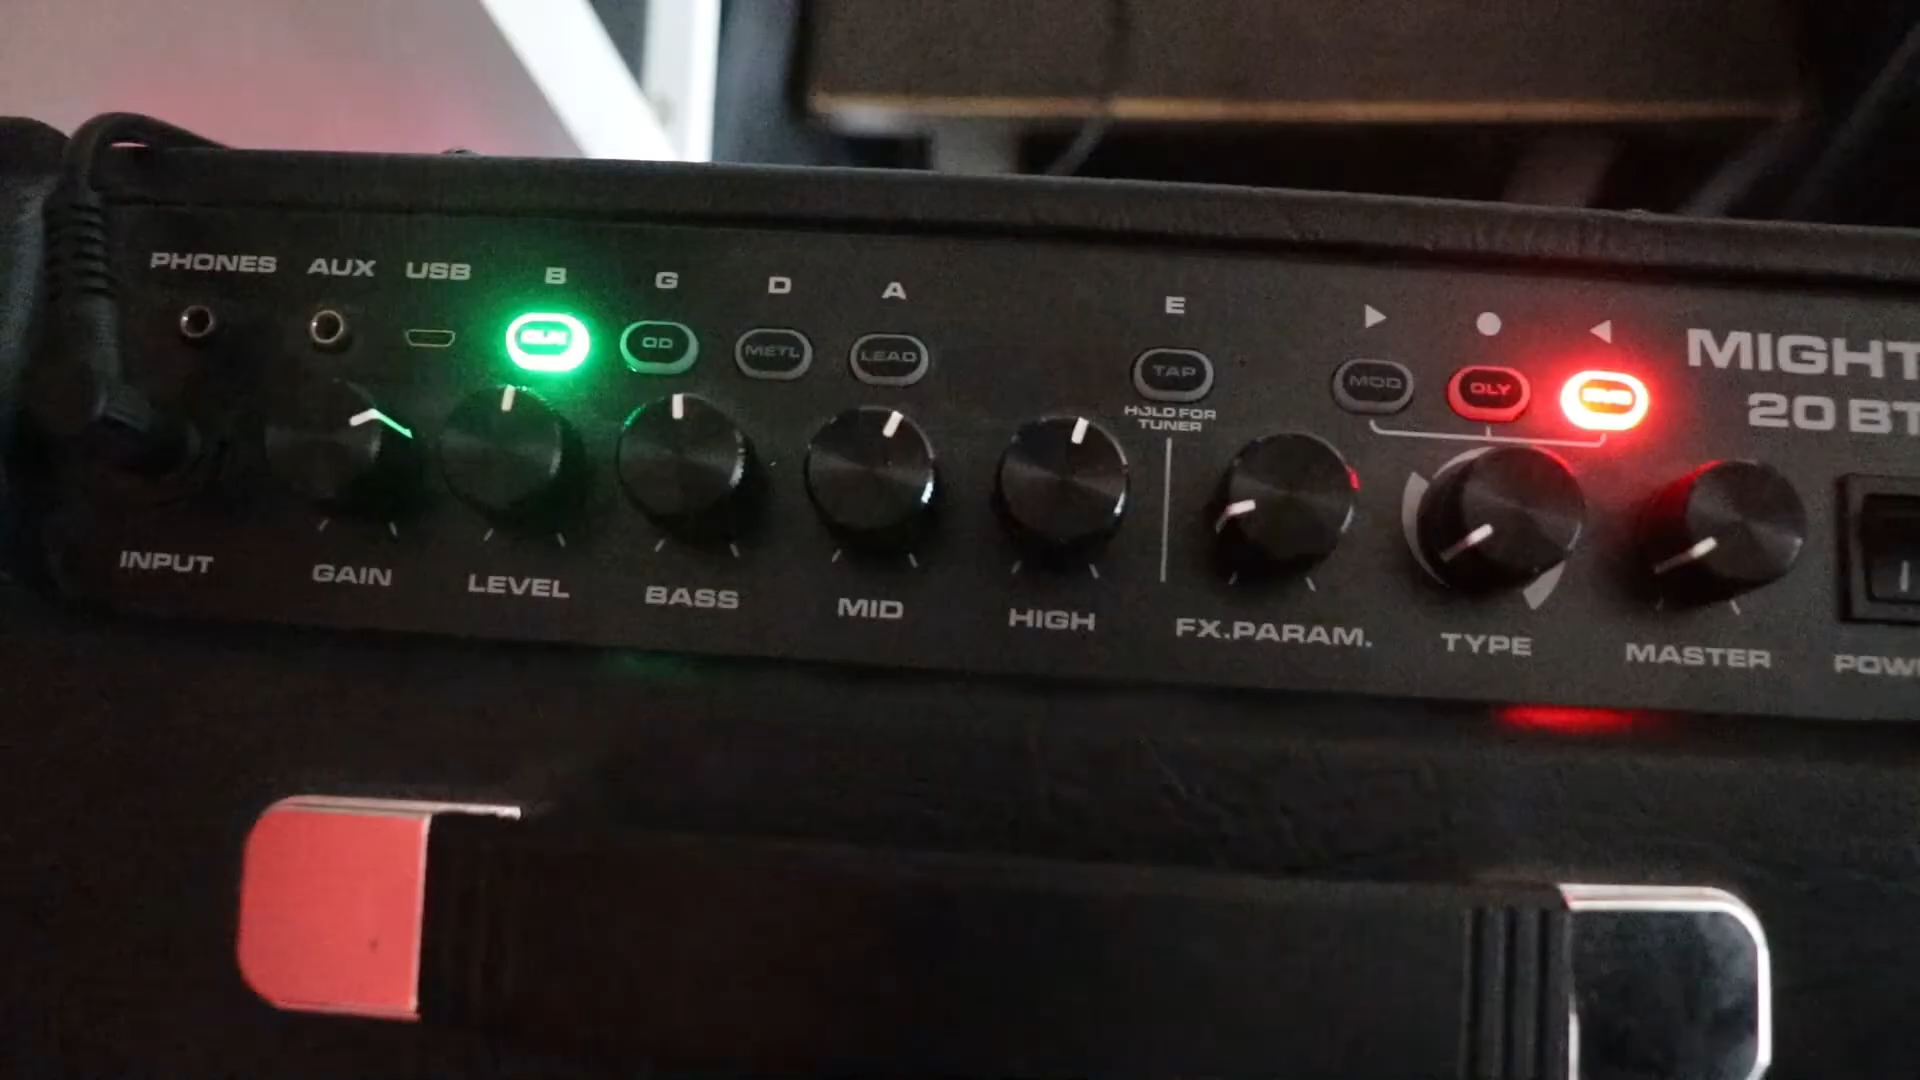 PHONES AUX USB B G D A E
OD METL LEAD TAP MOD DLY
HOLD FOR
TUNER
MIGHT
20 BT
INPUT GAIN LEVEL BASS MID HIGH FX.PARAM. TYPE MASTER POW